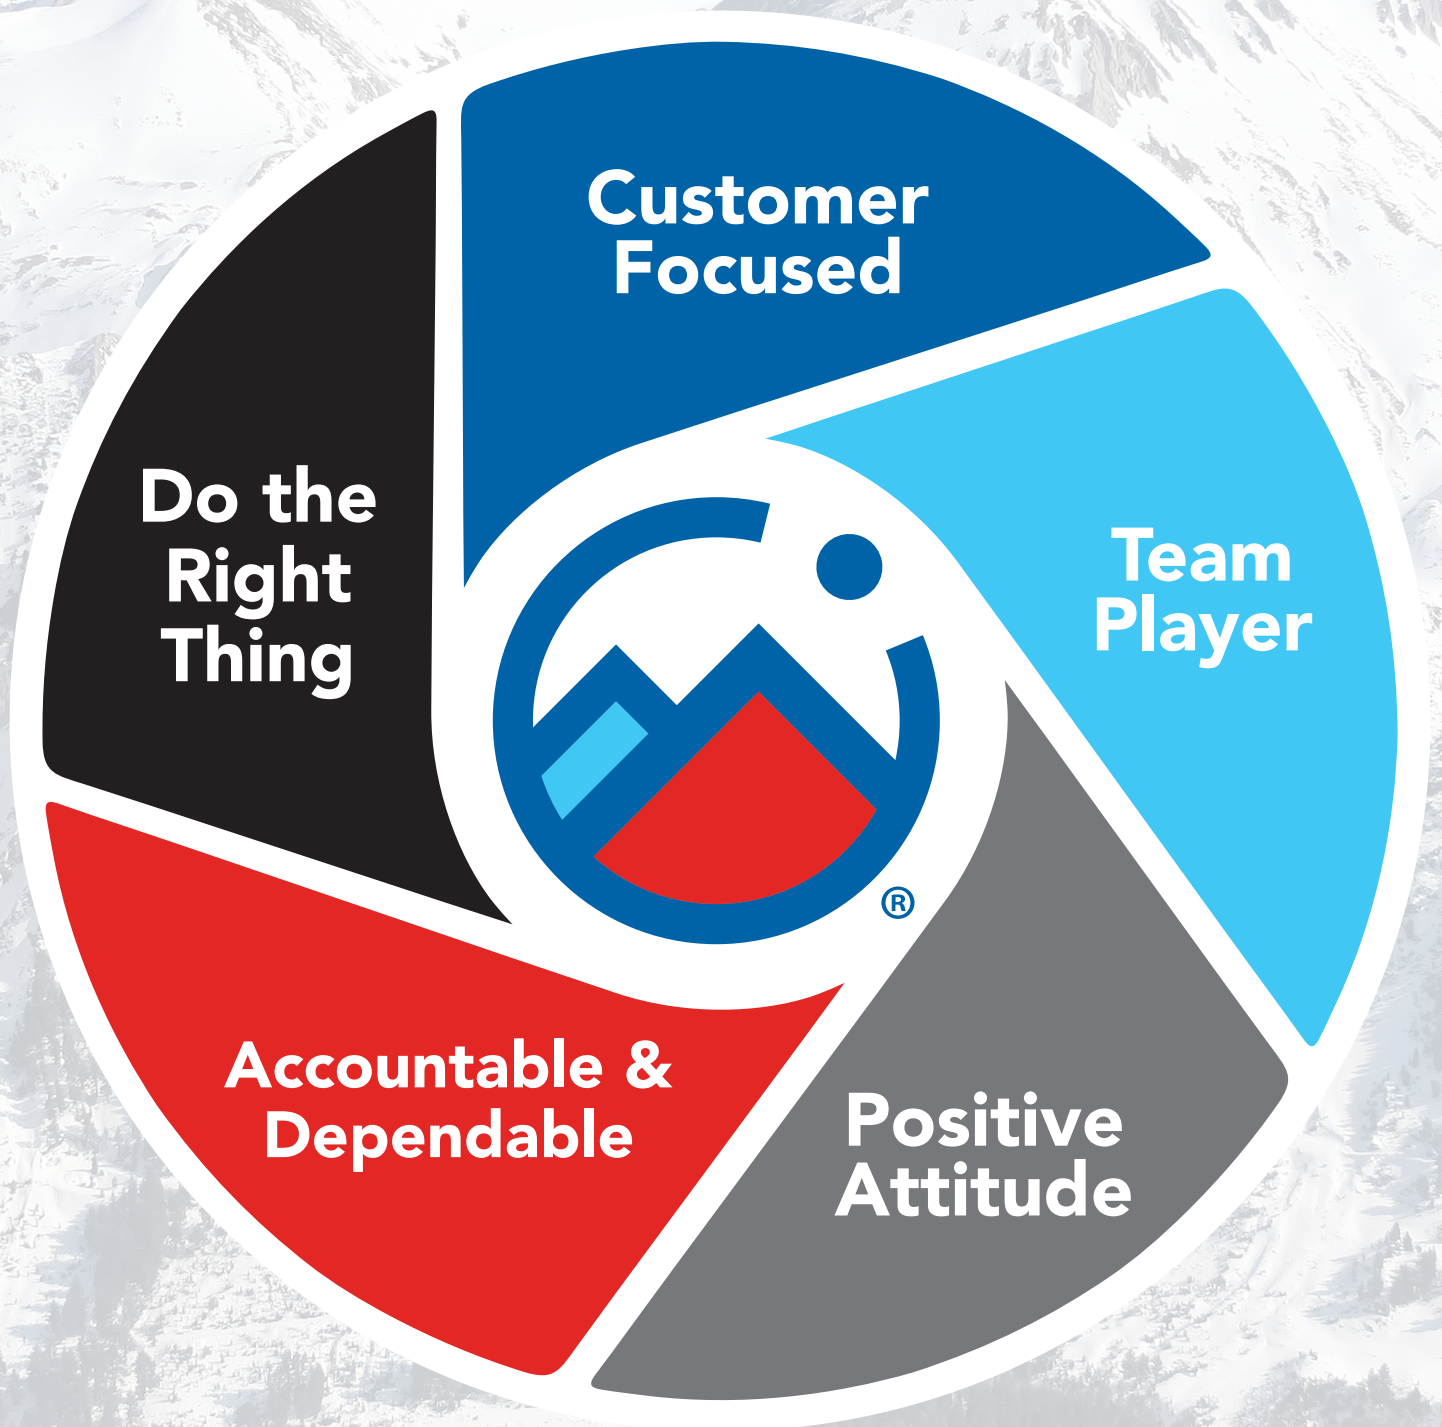 Customer
Focused
Team
Player
Positive
Attitude
Accountable &
Dependable
Do the
Right
Thing
®